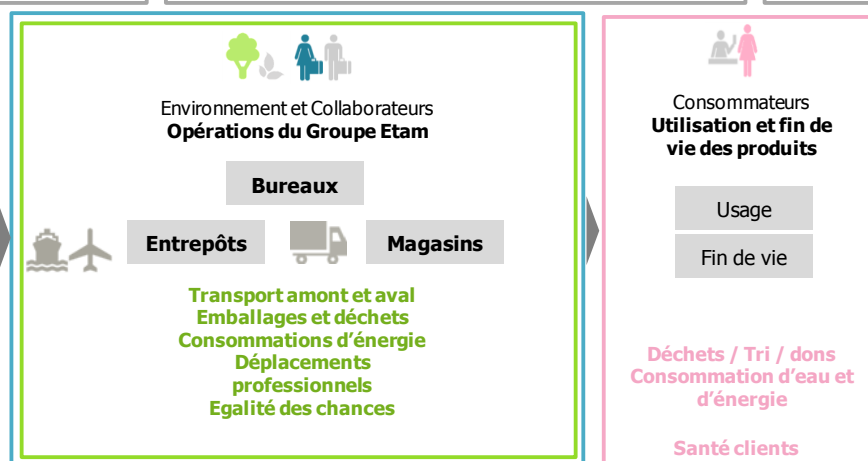 Environnement et Collaborateurs
Opérations du Groupe Etam
Bureaux
Entrepôts
Magasins
Transport amont et aval
Emballages et déchets
Consommations d'énergie
Déplacements
professionnels
Egalité des chances
Consommateurs
Utilisation et fin de
vie des produits
Usage
Fin de vie
Déchets / Tri / dons
Consommation d'eau et
d'énergie
Santé clients